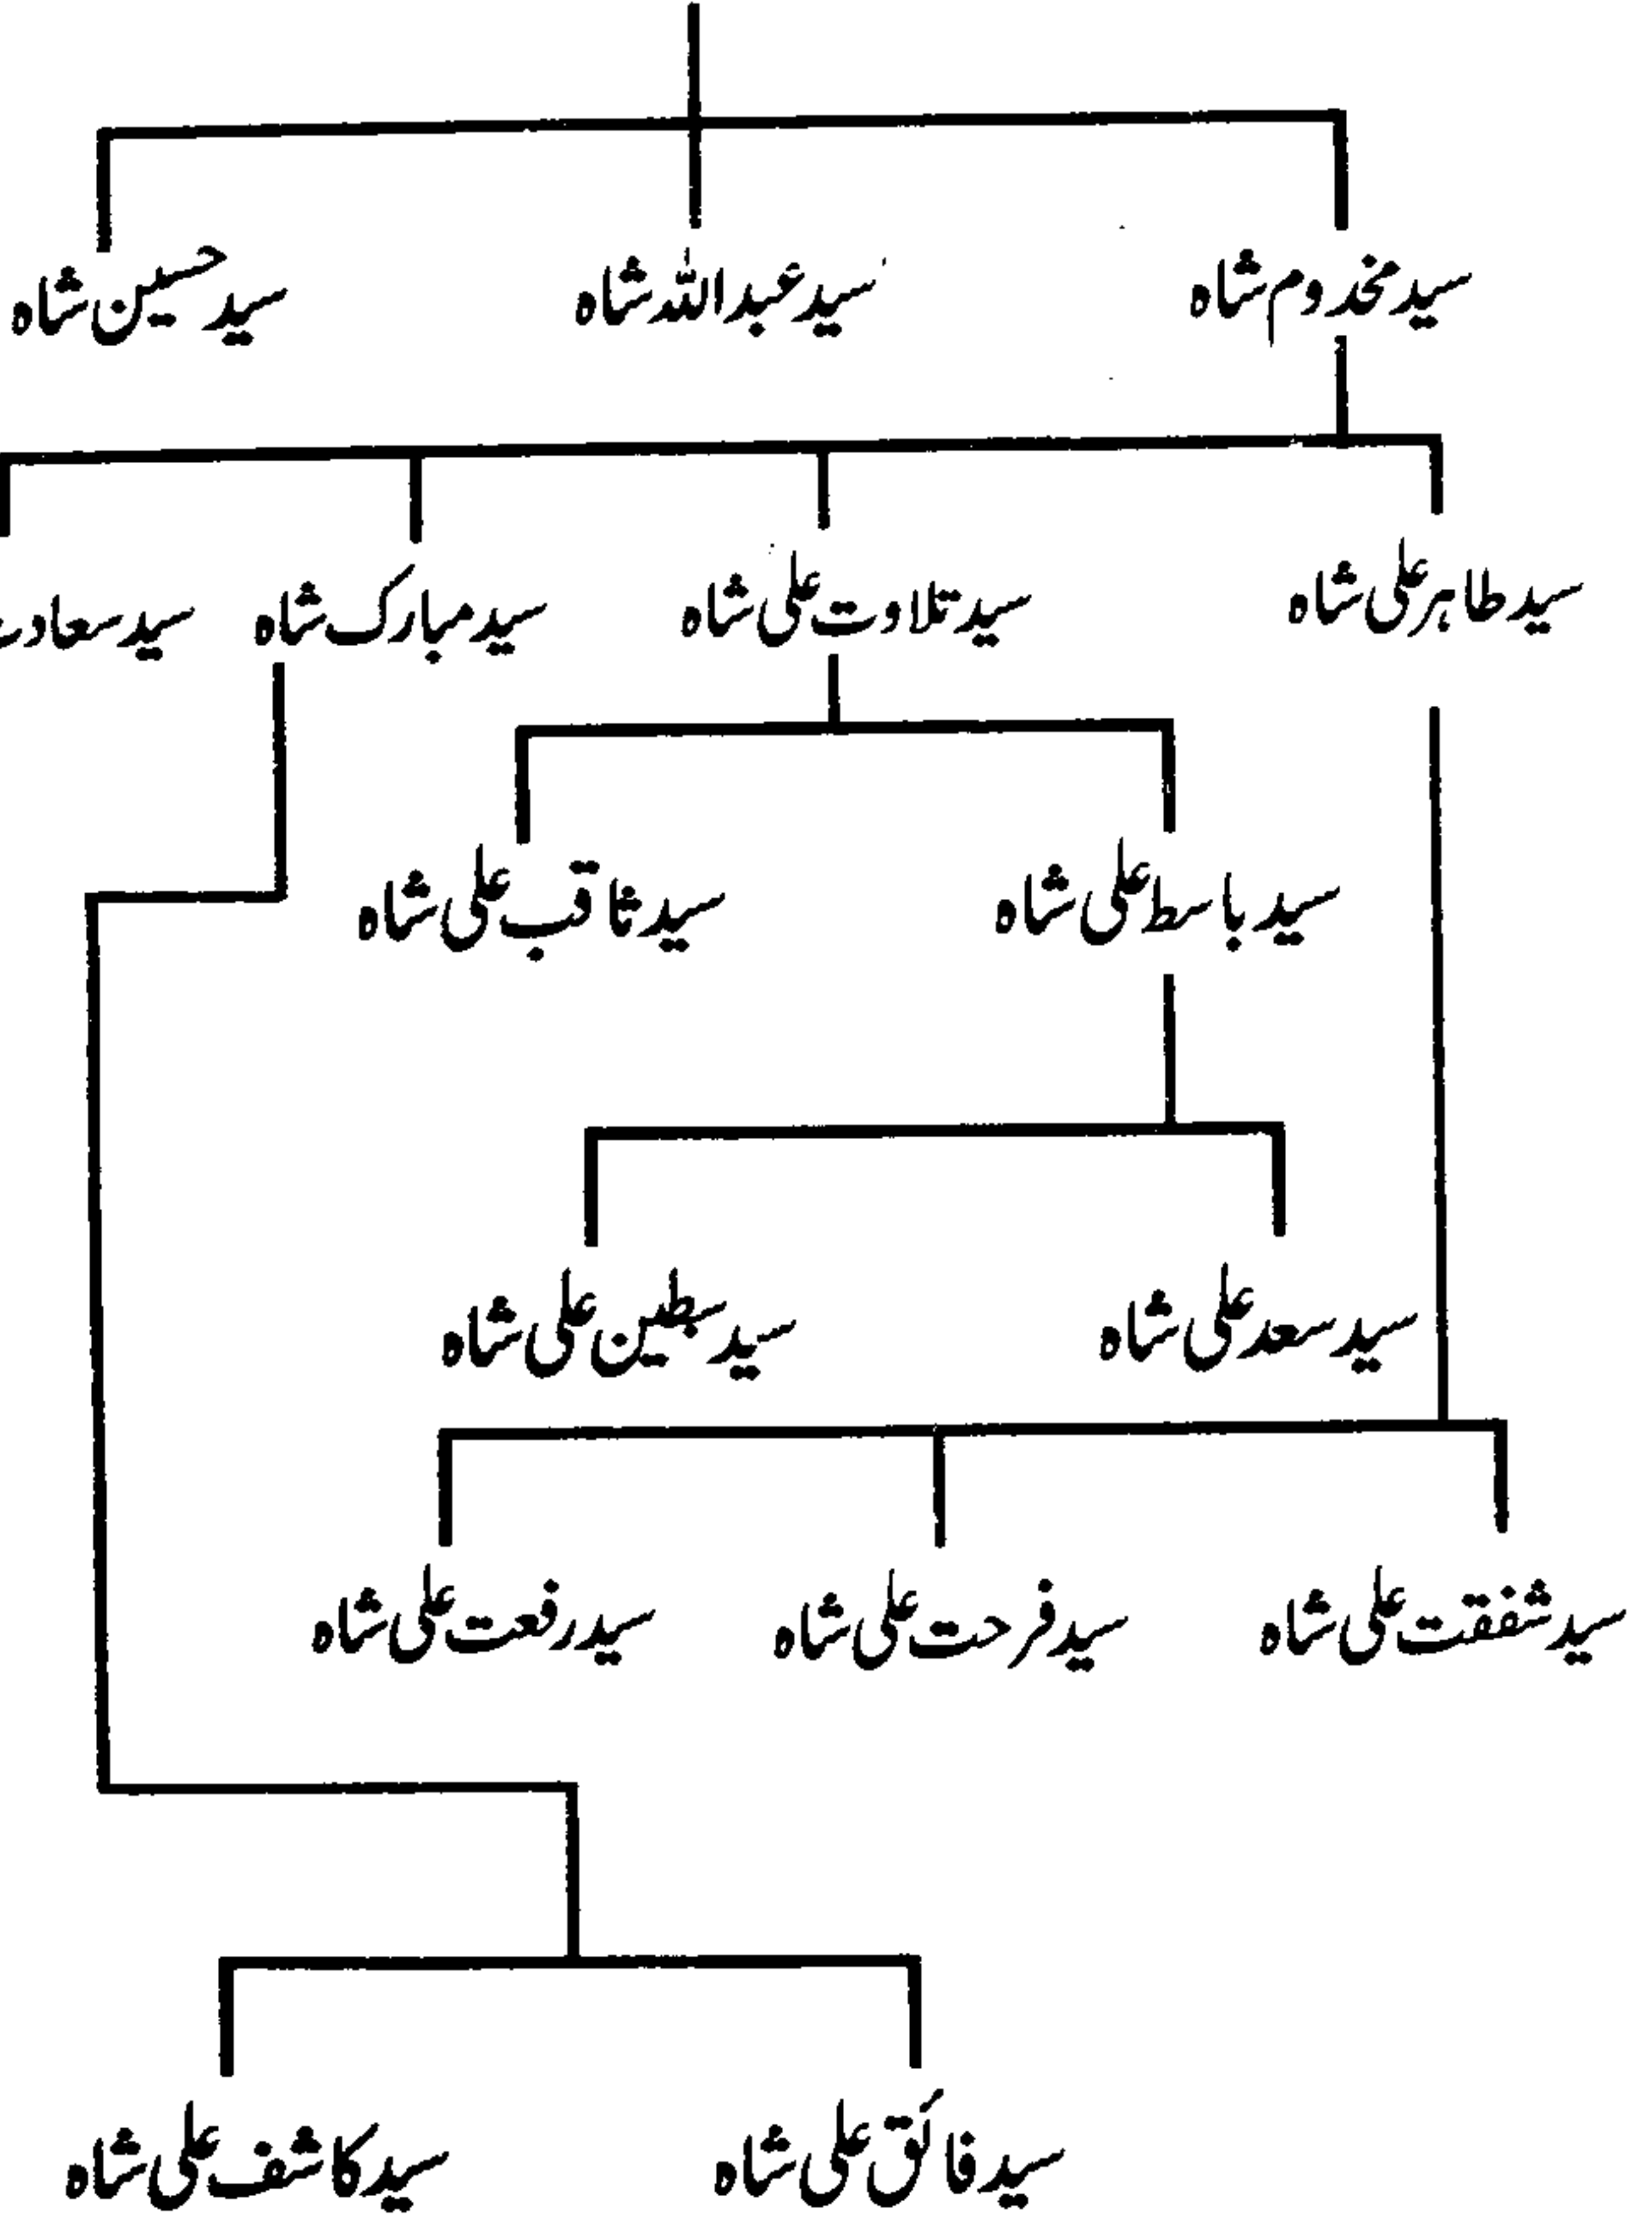 سید مخدوم شاہ سید عبداللہ شاہ سید حسین شاہ
سید طاہر علی شاہ سید تلاوت علی شاہ سید مبارک شاہ سید
سید باسط علی شاہ سید ثاقب علی شاہ
سید سعد علی شاہ سید سبطین علی شاہ
سید شفقت علی شاہ سید فرحت علی شاہ سید رفعت علی شاہ
سید فائق علی شاہ سید کاشف علی شاہ